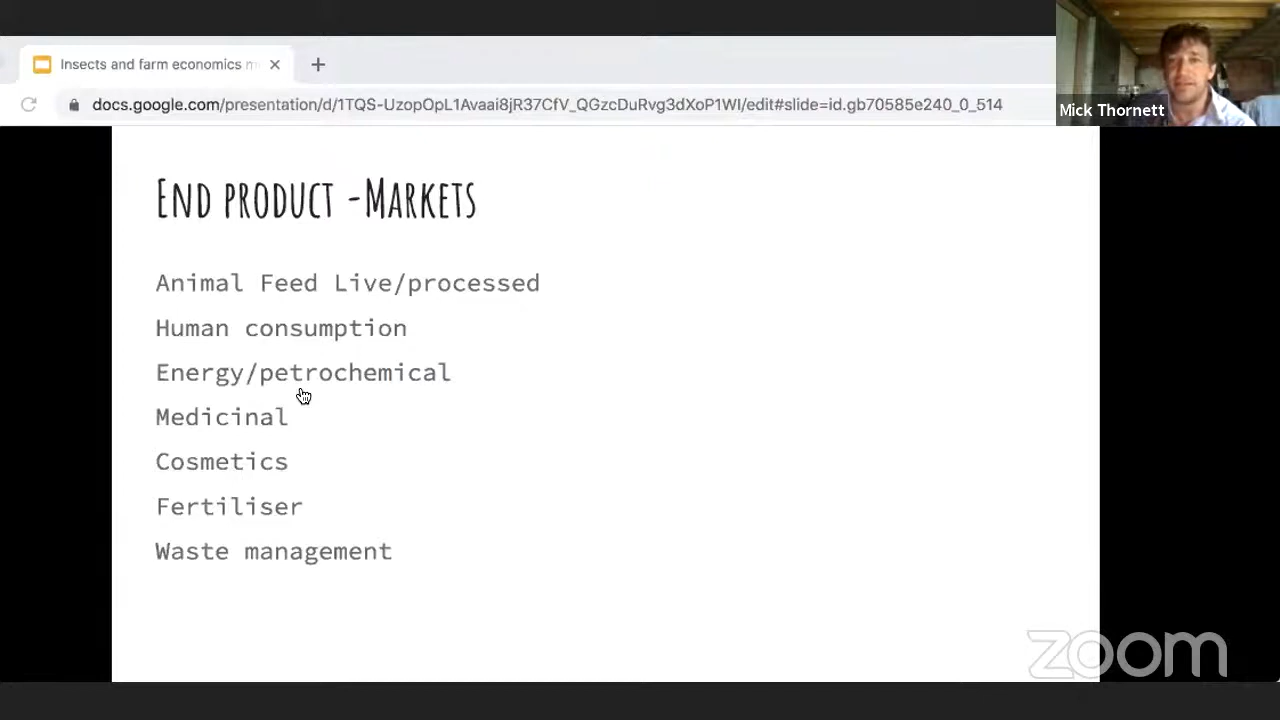 Insects and farm economics m
docs.google.com/presentation/d/1TQS-UzopOpL1Avaai8jR37CfV_QGzcDuRvg3dXoP1WI/edit#slide=id.gb70585e240_0_514
Mick Thornett
End product -Markets
Animal Feed Live/processed
Human consumption
Energy/petrochemical
Medicinal
Cosmetics
Fertiliser
Waste management
zoom